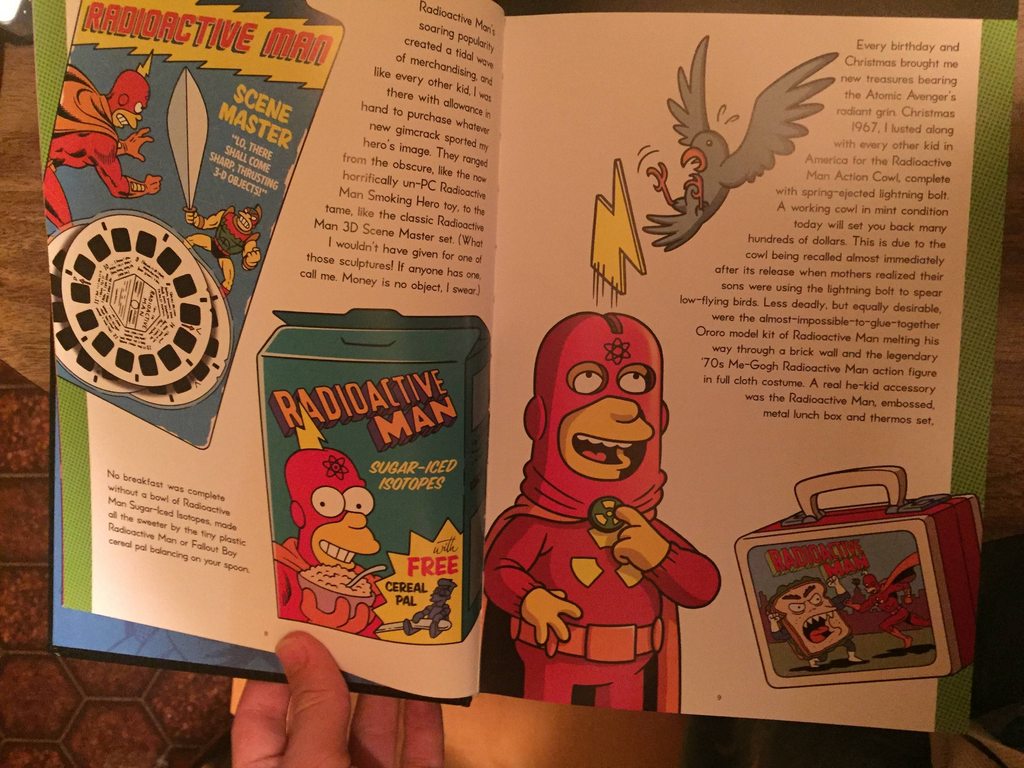 RADIOACTIVE MAN
SCENE
MASTER
"LO, THERE
SHALL COME
SHARP, THRUSTING
3-D OBJECTS!"
RADIOACTIVE
MAN
Radioactive Man's
soaring popularity
created a tidal wave
of merchandising, and
like every other kid, I was
there with allowance in
hand to purchase whatever
new gimcrack sported my
hero's image. They ranged
from the obscure, like the now
horrifically un-PC Radioactive
Man Smoking Hero toy, to the
tame, like the classic Radioactive
Man 3D Scene Master set. (What
I wouldn't have given for one of
those sculptures! If anyone has one,
call me. Money is no object, I swear.)
RADIOACTIVE
MAN
SUGAR-ICED
ISOTOPES
with
FREE
CEREAL
PAL
No breakfast was complete
without a bowl of Radioactive
Man Sugar-Iced Isotopes, made
all the sweeter by the tiny plastic
Radioactive Man or Fallout Boy
cereal pal balancing on your spoon.
8
Every birthday and
Christmas brought me
new treasures bearing
the Atomic Avenger's
radiant grin. Christmas
1967, I lusted along
with every other kid in
America for the Radioactive
Man Action Cowl, complete
with spring-ejected lightning bolt.
A working cowl in mint condition
today will set you back many
hundreds of dollars. This is due to the
cowl being recalled almost immediately
after its release when mothers realized their
sons were using the lightning bolt to spear
low-flying birds. Less deadly, but equally desirable,
were the almost-impossible-to-glue-together
Ororo model kit of Radioactive Man melting his
way through a brick wall and the legendary
'70s Me-Gogh Radioactive Man action figure
in full cloth costume. A real he-kid accessory
was the Radioactive Man, embossed,
metal lunch box and thermos set,
RADIOACTIVE
MAN
9